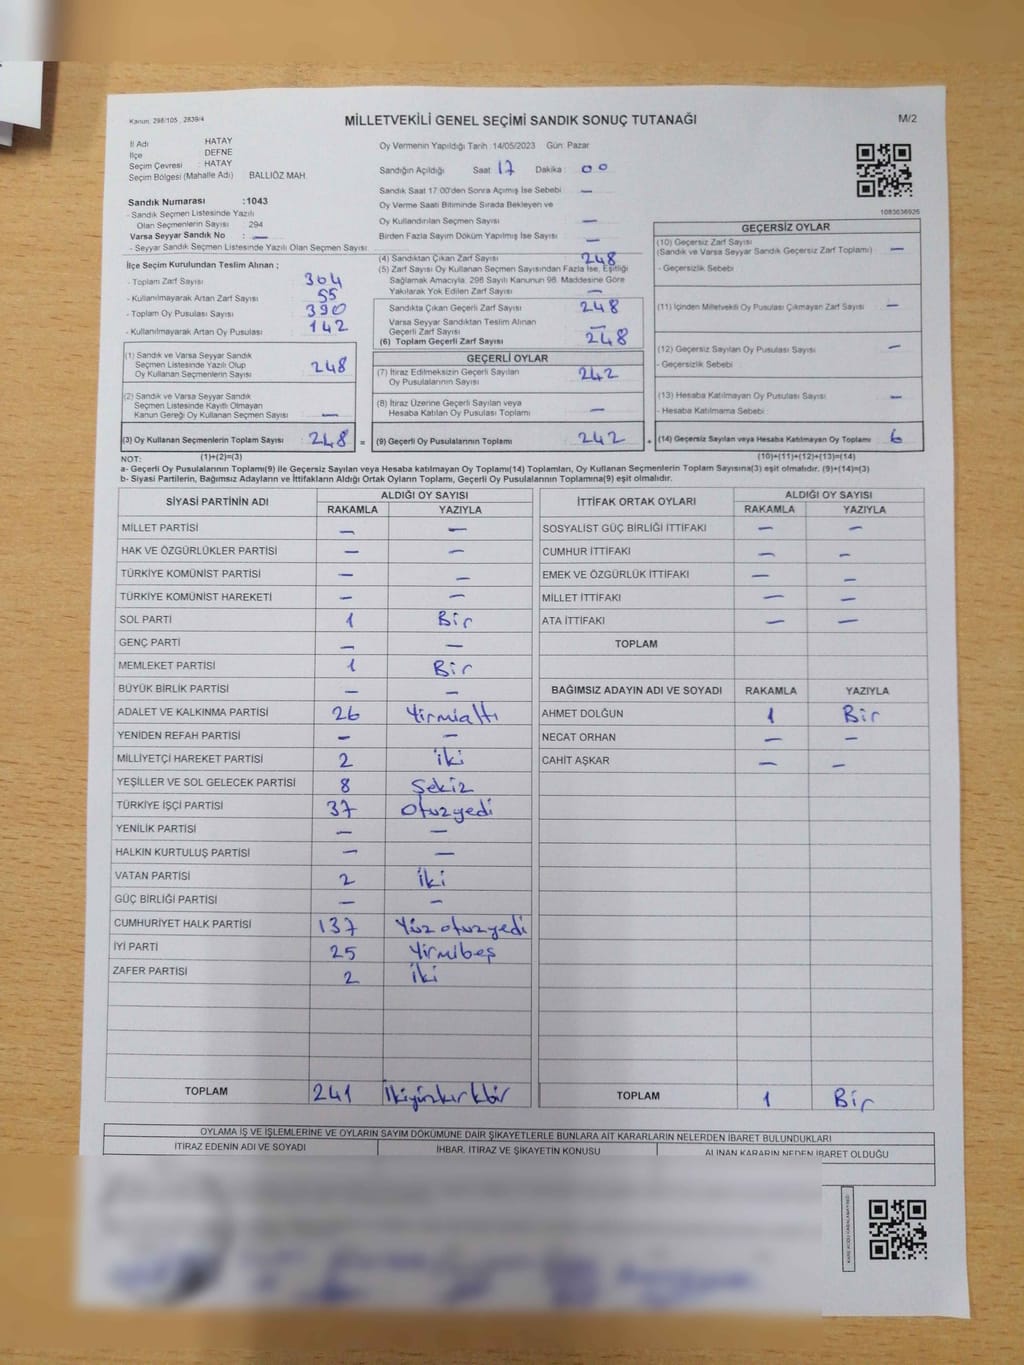 Kanun: 298/105 , 2839/4
MİLLETVEKİLİ GENEL SEÇİMİ SANDIK SONUÇ TUTANAĞI
M/2
İl Adı HATAY
İlçe DEFNE
Seçim Çevresi : HATAY
Seçim Bölgesi (Mahalle Adı) BALLIÖZ MAH.
Oy Vermenin Yapıldığı Tarih :14/05/2023 Gün: Pazar
Sandığın Açıldığı Saat 17 Dakika : 00
Sandık Saat 17:00'den Sonra Açımış İse Sebebi —
Oy Verme Saati Bitiminde Sırada Bekleyen ve
Oy Kullandırılan Seçmen Sayısı —
Birden Fazla Sayım Döküm Yapılmış İse Sayısı —
1083636926
Sandık Numarası :1043
- Sandık Seçmen Listesinde Yazılı
Olan Seçmenlerin Sayısı 294
Varsa Seyyar Sandık No : —
- Seyyar Sandık Seçmen Listesinde Yazılı Olan Seçmen Sayısı:
İlçe Seçim Kurulundan Teslim Alınan ;
- Toplam Zarf Sayısı 304
- Kullanılmayarak Artan Zarf Sayısı 55
- Toplam Oy Pusulası Sayısı 390
- Kullanılmayarak Artan Oy Pusulası 142
(1) Sandık ve Varsa Seyyar Sandık
Seçmen Listesinde Yazılı Olup
Oy Kullanan Seçmenlerin Sayısı 248
(2) Sandık ve Varsa Seyyar Sandık
Seçmen Listesinde Kayıtlı Olmayan
Kanun Gereği Oy Kullanan Seçmen Sayısı —
(3) Oy Kullanan Seçmenlerin Toplam Sayısı 248 =
(1)+(2)=(3)
(4) Sandıktan Çıkan Zarf Sayısı 248
(5) Zarf Sayısı Oy Kullanan Seçmen Sayısından Fazla İse, Eşitliği
Sağlamak Amacıyla, 298 Sayılı Kanunun 98. Maddesine Göre
Yakılarak Yok Edilen Zarf Sayısı —
Sandıkta Çıkan Geçerli Zarf Sayısı 248
Varsa Seyyar Sandıktan Teslim Alınan
Geçerli Zarf Sayısı —
(6) Toplam Geçerli Zarf Sayısı 248
GEÇERLİ OYLAR
(7) İtiraz Edilmeksizin Geçerli Sayılan
Oy Pusulalarının Sayısı 242
(8) İtiraz Üzerine Geçerli Sayılan veya
Hesaba Katılan Oy Pusulası Toplamı —
(9) Geçerli Oy Pusulalarının Toplamı 242 +
GEÇERSİZ OYLAR
(10) Geçersiz Zarf Sayısı
(Sandık ve Varsa Seyyar Sandık Geçersiz Zarf Toplamı) —
- Geçersizlik Sebebi
(11) İçinden Milletvekili Oy Pusulası Çıkmayan Zarf Sayısı —
(12) Geçersiz Sayılan Oy Pusulası Sayısı —
- Geçersizlik Sebebi
(13) Hesaba Katılmayan Oy Pusulası Sayısı —
- Hesaba Katılmama Sebebi
(14) Geçersiz Sayılan veya Hesaba Katılmayan Oy Toplamı 6
(10)+(11)+(12)+(13)=(14)
NOT:
a- Geçerli Oy Pusulalarının Toplamı(9) ile Geçersiz Sayılan veya Hesaba katılmayan Oy Toplamı(14) Toplamları, Oy Kullanan Seçmenlerin Toplam Sayısına(3) eşit olmalıdır. (9)+(14)=(3)
b- Siyasi Partilerin, Bağımsız Adayların ve İttifakların Aldığı Ortak Oyların Toplamı, Geçerli Oy Pusulalarının Toplamına(9) eşit olmalıdır.
SİYASİ PARTİNİN ADI ALDIĞI OY SAYISI
RAKAMLA YAZIYLA
MİLLET PARTİSİ — —
HAK VE ÖZGÜRLÜKLER PARTİSİ — —
TÜRKİYE KOMÜNİST PARTİSİ — —
TÜRKİYE KOMÜNİST HAREKETİ — —
SOL PARTİ 1 Bir
GENÇ PARTİ — —
MEMLEKET PARTİSİ 1 Bir
BÜYÜK BİRLİK PARTİSİ — —
ADALET VE KALKINMA PARTİSİ 26 Yirmialtı
YENİDEN REFAH PARTİSİ — —
MİLLİYETÇİ HAREKET PARTİSİ 2 iki
YEŞİLLER VE SOL GELECEK PARTİSİ 8 Sekiz
TÜRKİYE İŞÇİ PARTİSİ 37 Otuzyedi
YENİLİK PARTİSİ — —
HALKIN KURTULUŞ PARTİSİ — —
VATAN PARTİSİ 2 iki
GÜÇ BİRLİĞİ PARTİSİ — —
CUMHURİYET HALK PARTİSİ 137 Yüz otuzyedi
İYİ PARTİ 25 Yirmibeş
ZAFER PARTİSİ 2 iki
TOPLAM 241 İkiyüzkırkbir
İTTİFAK ORTAK OYLARI ALDIĞI OY SAYISI
RAKAMLA YAZIYLA
SOSYALİST GÜÇ BİRLİĞİ İTTİFAKI — —
CUMHUR İTTİFAKI — —
EMEK VE ÖZGÜRLÜK İTTİFAKI — —
MİLLET İTTİFAKI — —
ATA İTTİFAKI — —
TOPLAM
BAĞIMSIZ ADAYIN ADI VE SOYADI RAKAMLA YAZIYLA
AHMET DOLĞUN 1 Bir
NECAT ORHAN — —
CAHİT AŞKAR — —
TOPLAM 1 Bir
OYLAMA İŞ VE İŞLEMLERİNE VE OYLARIN SAYIM DÖKÜMÜNE DAİR ŞİKAYETLERLE BUNLARA AİT KARARLARIN NELERDEN İBARET BULUNDUKLARI
İTİRAZ EDENİN ADI VE SOYADI İHBAR, İTİRAZ VE ŞİKAYETİN KONUSU ALINAN KARARIN NEDEN İBARET OLDUĞU